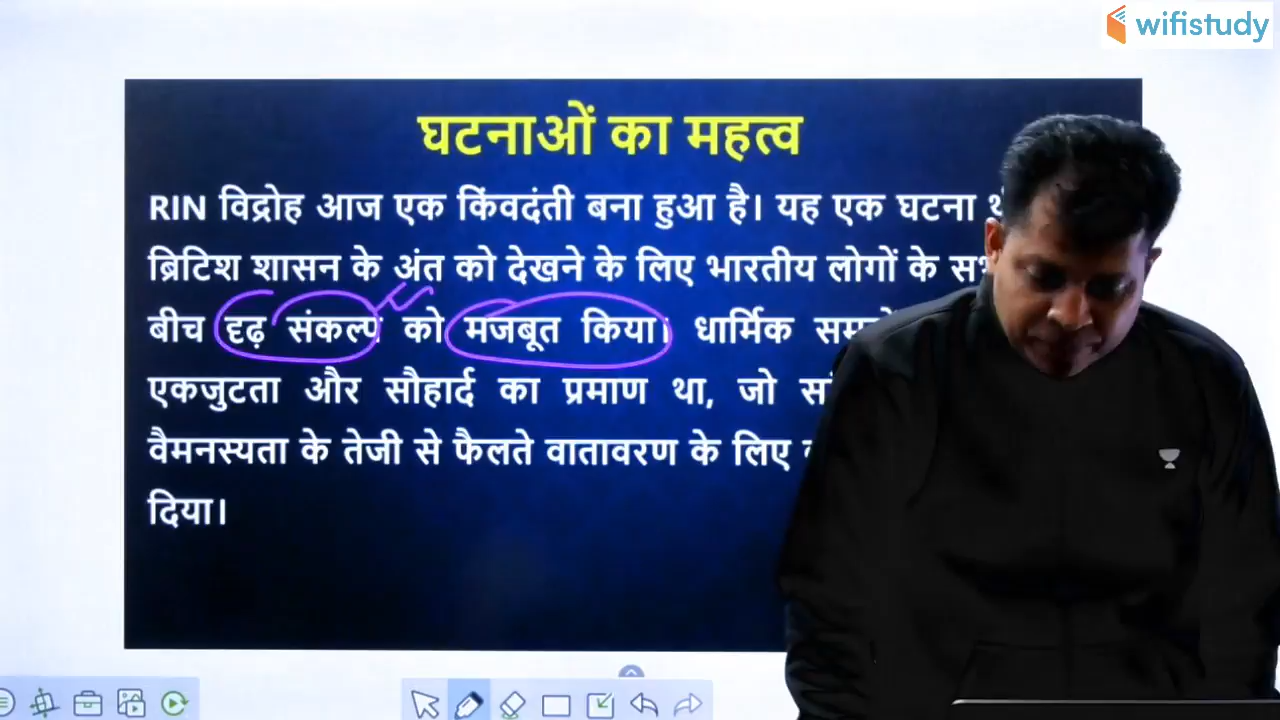 wifistudy
घटनाओं का महत्व
RIN विद्रोह आज एक किंवदंती बना हुआ है। यह एक घटना
ब्रिटिश शासन के अंत को देखने के लिए भारतीय लोगों के
बीच दृढ़ संकल्प को मजबूत किया। धार्मिक
एकजुटता और सौहार्द का प्रमाण था, जो
वैमनस्यता के तेजी से फैलते वातावरण के लिए
दिया।